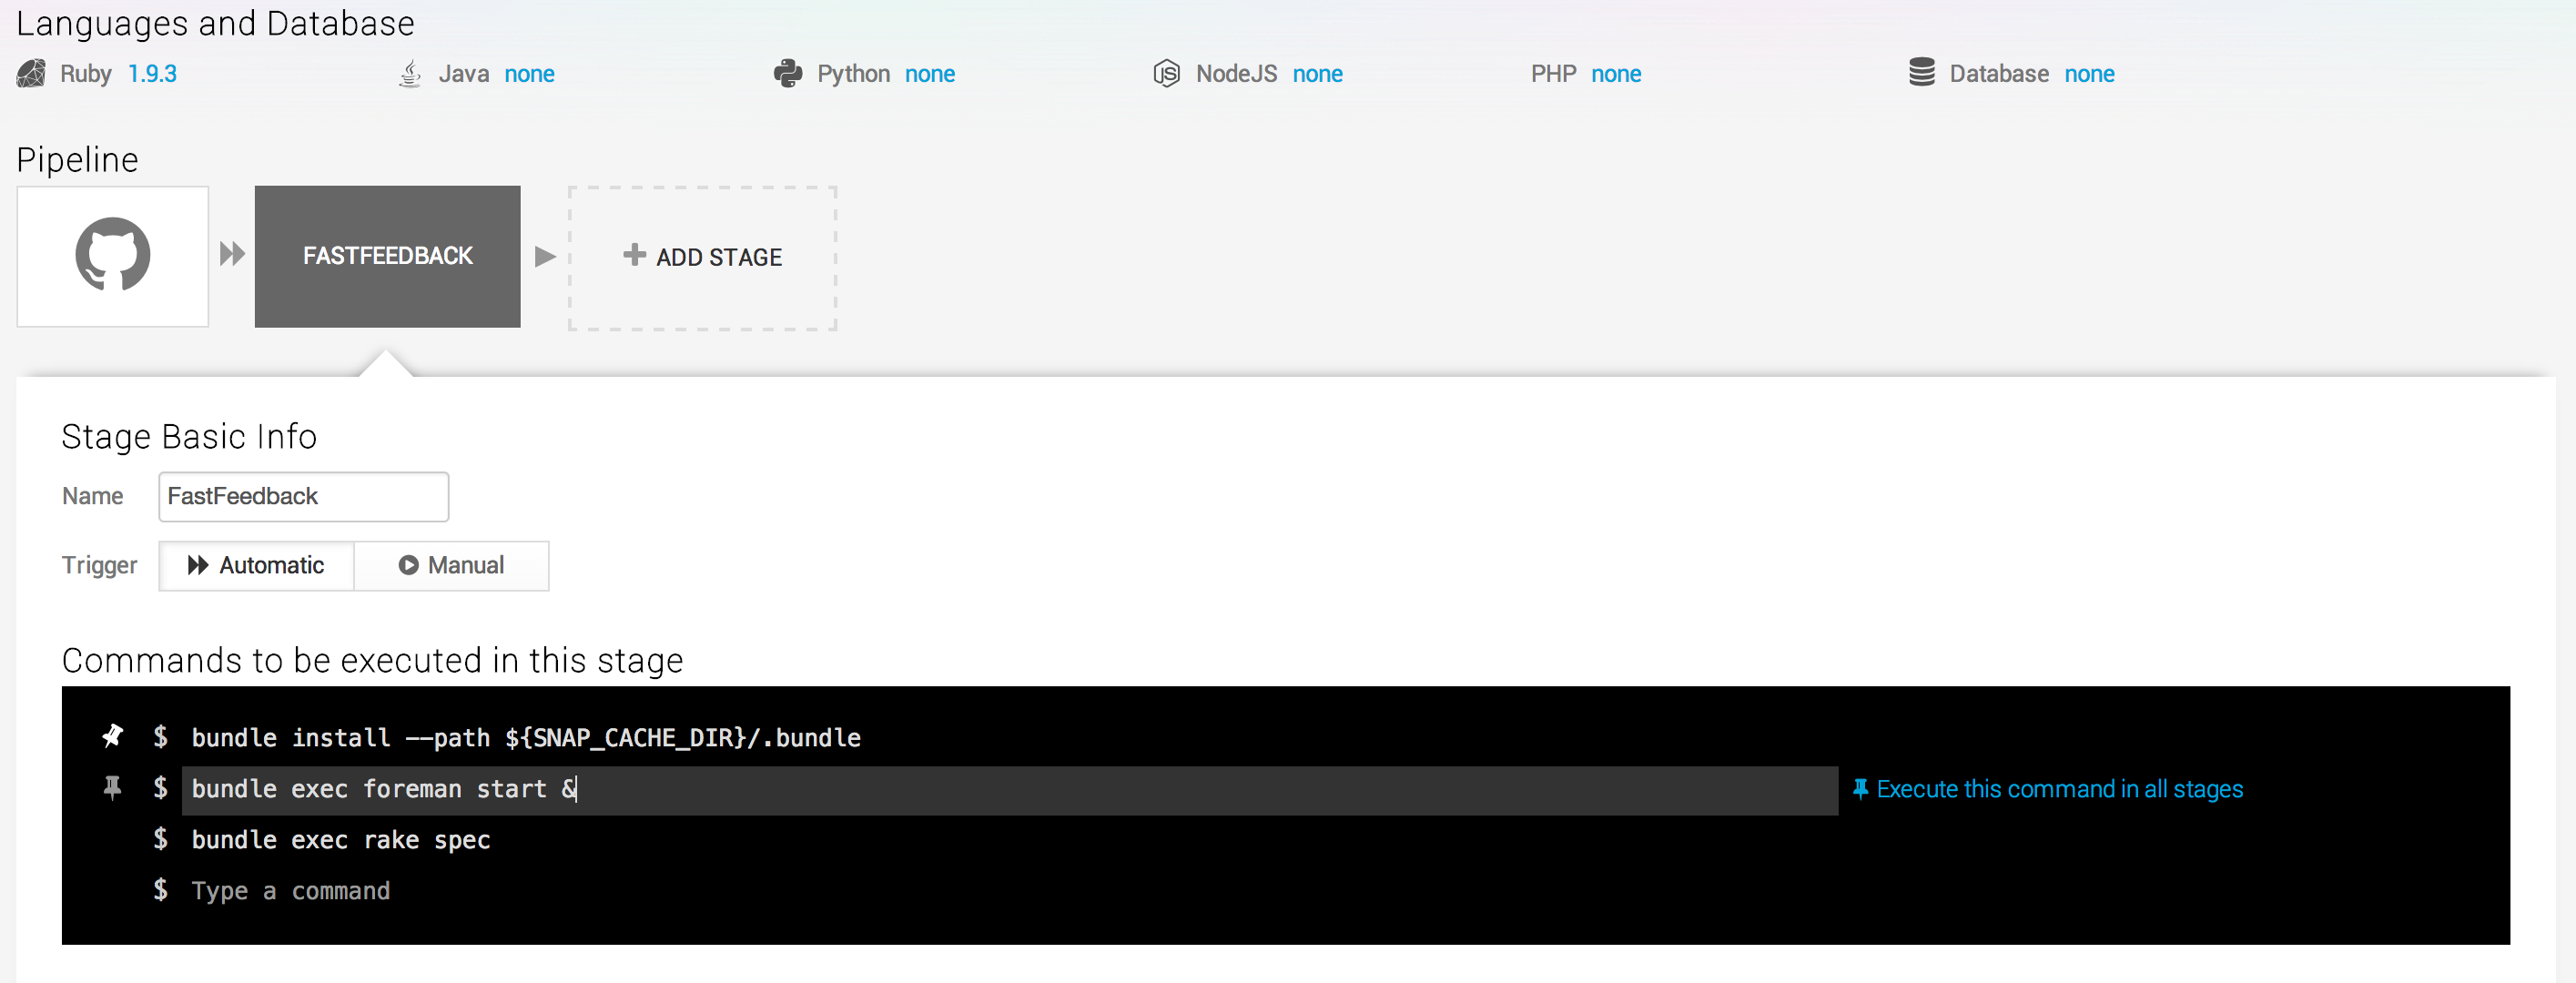 Languages and Database
Ruby 1.9.3 Java none Python none NodeJS none PHP none Database none
Pipeline
FASTFEEDBACK
ADD STAGE
Stage Basic Info
Name FastFeedback
Trigger Automatic Manual
Commands to be executed in this stage
$ bundle install --path ${SNAP_CACHE_DIR}/.bundle
$ bundle exec foreman start & Execute this command in all stages
$ bundle exec rake spec
$ Type a command